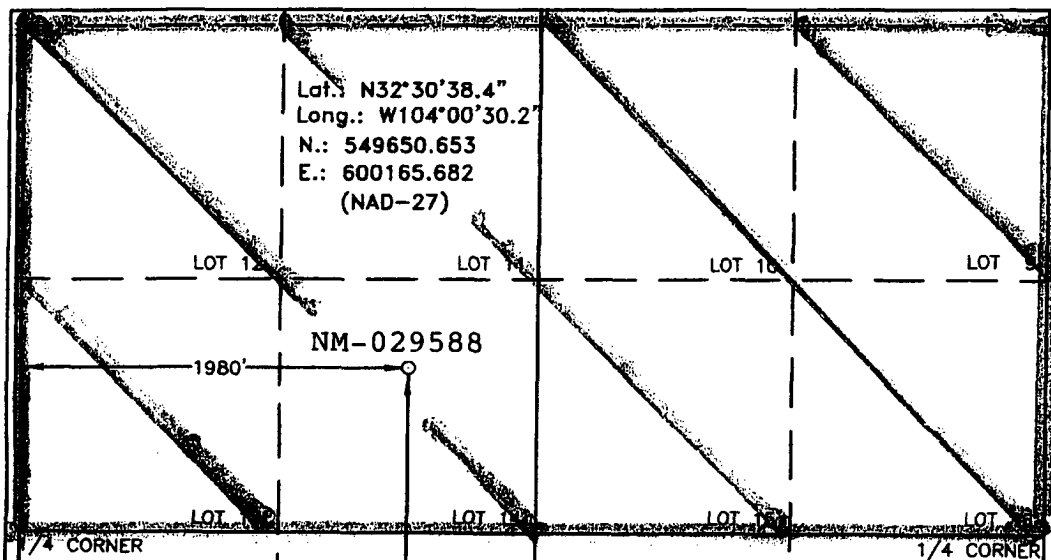 Lat.: N32°30'38.4"
Long.: W104°00'30.2"
N.: 549650.653
E.: 600165.682
(NAD-27)
LOT 12 LOT 11 LOT 10 LOT
NM-029588
1980'
LOT LOT LOT LOT
1/4 CORNER 1/4 CORNER